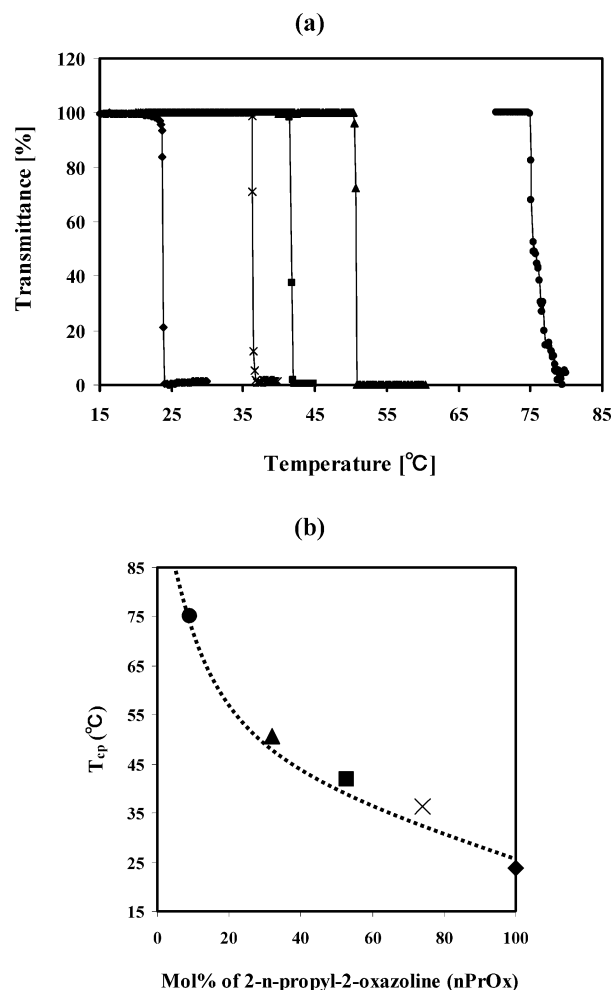 (a)
120
100
80
60
40
20
0
Transmittance [%]
15 25 35 45 55 65 75 85
Temperature [℃]
(b)
85
75
65
55
45
35
25
15
Tcp(℃)
0 20 40 60 80 100
Mol% of 2-n-propyl-2-oxazoline (nPrOx)